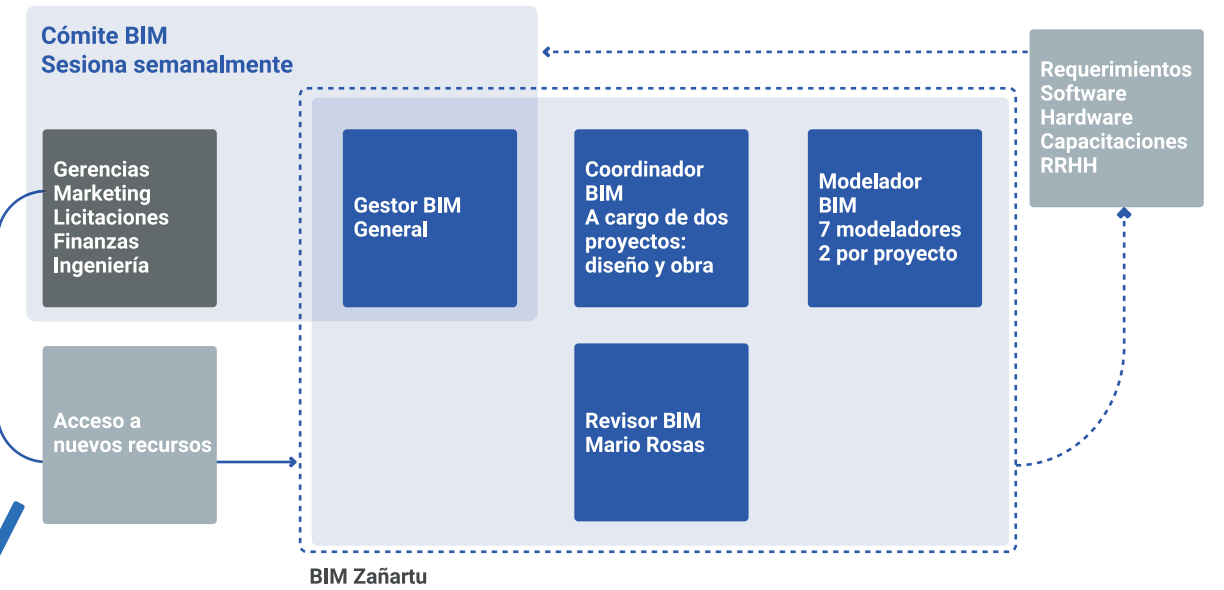 Cómite BIM
Sesiona semanalmente
Requerimientos
Software
Hardware
Capacitaciones
RRHH
Gerencias
Marketing
Licitaciones
Finanzas
Ingeniería
Gestor BIM
General
Coordinador
BIM
A cargo de dos
proyectos:
diseño y obra
Modelador
BIM
7 modeladores
2 por proyecto
Acceso a
nuevos recursos
Revisor BIM
Mario Rosas
BIM Zañartu